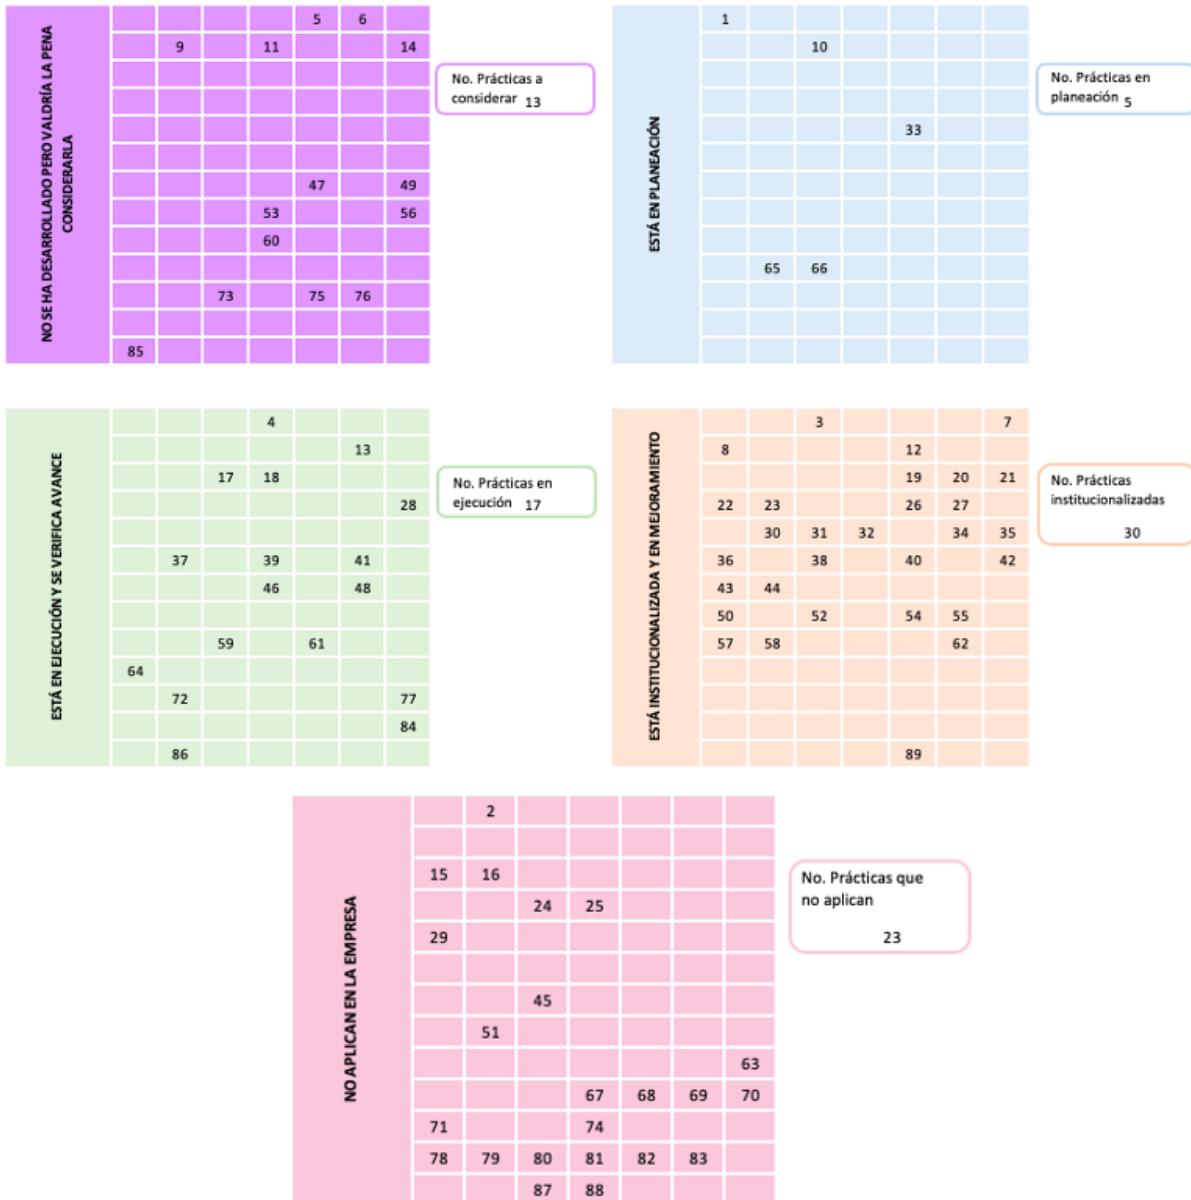 NO SE HA DESARROLLADO PERO VALDRÍA LA PENA
CONSIDERARLA
5 6
9 11 14
47 49
53 56
60
73 75 76
85
No. Prácticas a
considerar 13
ESTÁ EN PLANEACIÓN
1
10
33
65 66
No. Prácticas en
planeación 5
ESTÁ EN EJECUCIÓN Y SE VERIFICA AVANCE
4
13
17 18
28
37 39 41
46 48
59 61
64
72 77
84
86
No. Prácticas en
ejecución 17
ESTÁ INSTITUCIONALIZADA Y EN MEJORAMIENTO
3 7
8 12
19 20 21
22 23 26 27
30 31 32 34 35
36 38 40 42
43 44
50 52 54 55
57 58 62
89
No. Prácticas
institucionalizadas
30
NO APLICAN EN LA EMPRESA
2
15 16
24 25
29
45
51
63
67 68 69 70
71 74
78 79 80 81 82 83
87 88
No. Prácticas que
no aplican
23